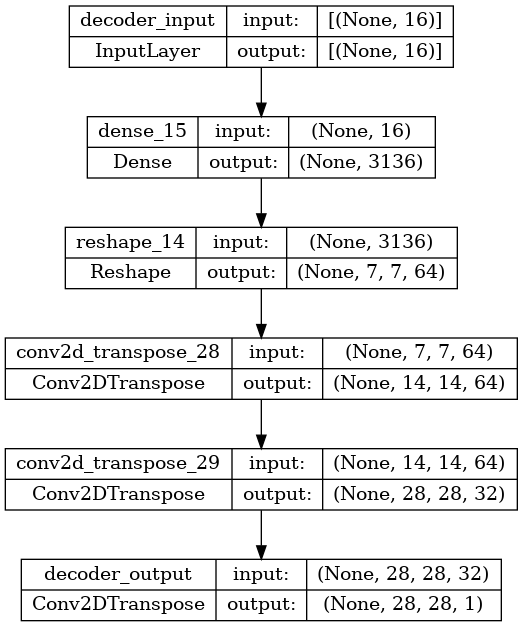 decoder_input input: [(None, 16)]
InputLayer output: [(None, 16)]
dense_15 input: (None, 16)
Dense output: (None, 3136)
reshape_14 input: (None, 3136)
Reshape output: (None, 7, 7, 64)
conv2d_transpose_28 input: (None, 7, 7, 64)
Conv2DTranspose output: (None, 14, 14, 64)
conv2d_transpose_29 input: (None, 14, 14, 64)
Conv2DTranspose output: (None, 28, 28, 32)
decoder_output input: (None, 28, 28, 32)
Conv2DTranspose output: (None, 28, 28, 1)